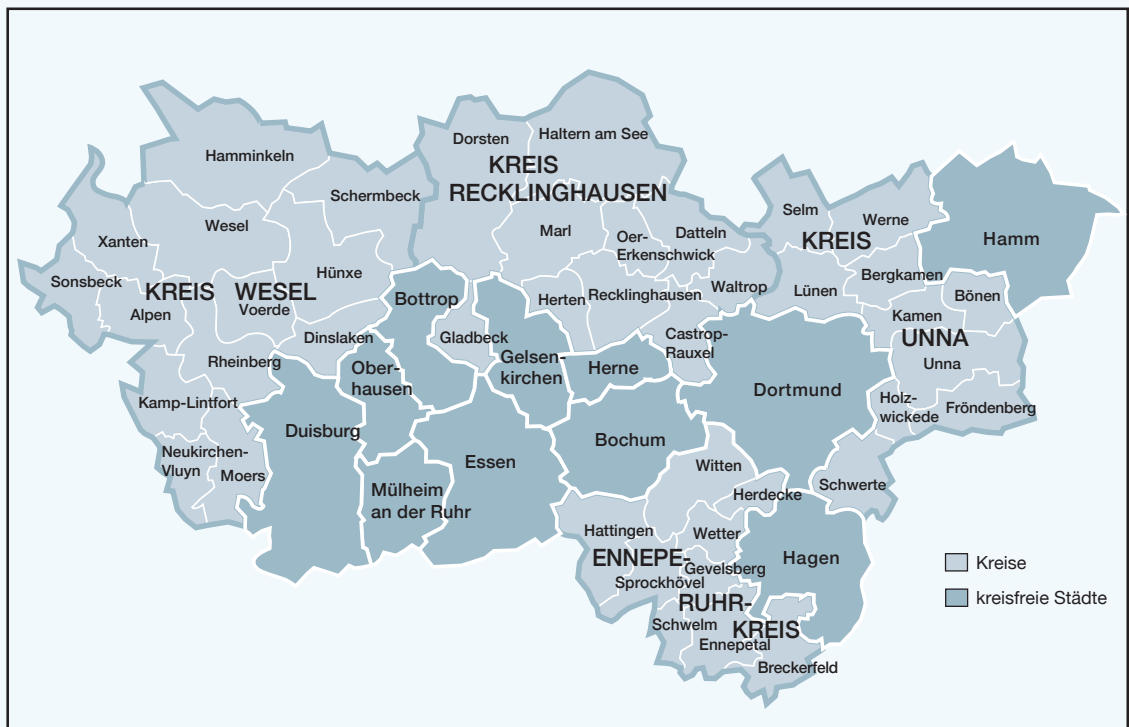 Dorsten
Haltern am See
Hamminkeln
KREIS
RECKLINGHAUSEN
Schermbeck
Selm
Werne
Wesel
Marl
Datteln
Oer-
Erkenschwick
KREIS
Hamm
Xanten
Sonsbeck
Hünxe
Bergkamen
KREIS WESEL
Bottrop
Herten
Recklinghausen
Waltrop
Lünen
Bönen
Alpen
Voerde
Kamen
Dinslaken
Gladbeck
Castrop-
Rauxel
UNNA
Rheinberg
Gelsen-
kirchen
Herne
Unna
Ober-
hausen
Dortmund
Kamp-Lintfort
Holz-
wickede
Fröndenberg
Duisburg
Bochum
Neukirchen-
Vluyn
Moers
Essen
Witten
Schwerte
Mülheim
an der Ruhr
Herdecke
Hattingen
Wetter
ENNEPE-
Hagen
Gevelsberg
Sprockhövel
RUHR-
KREIS
Schwelm
Ennepetal
Breckerfeld
Kreise
kreisfreie Städte